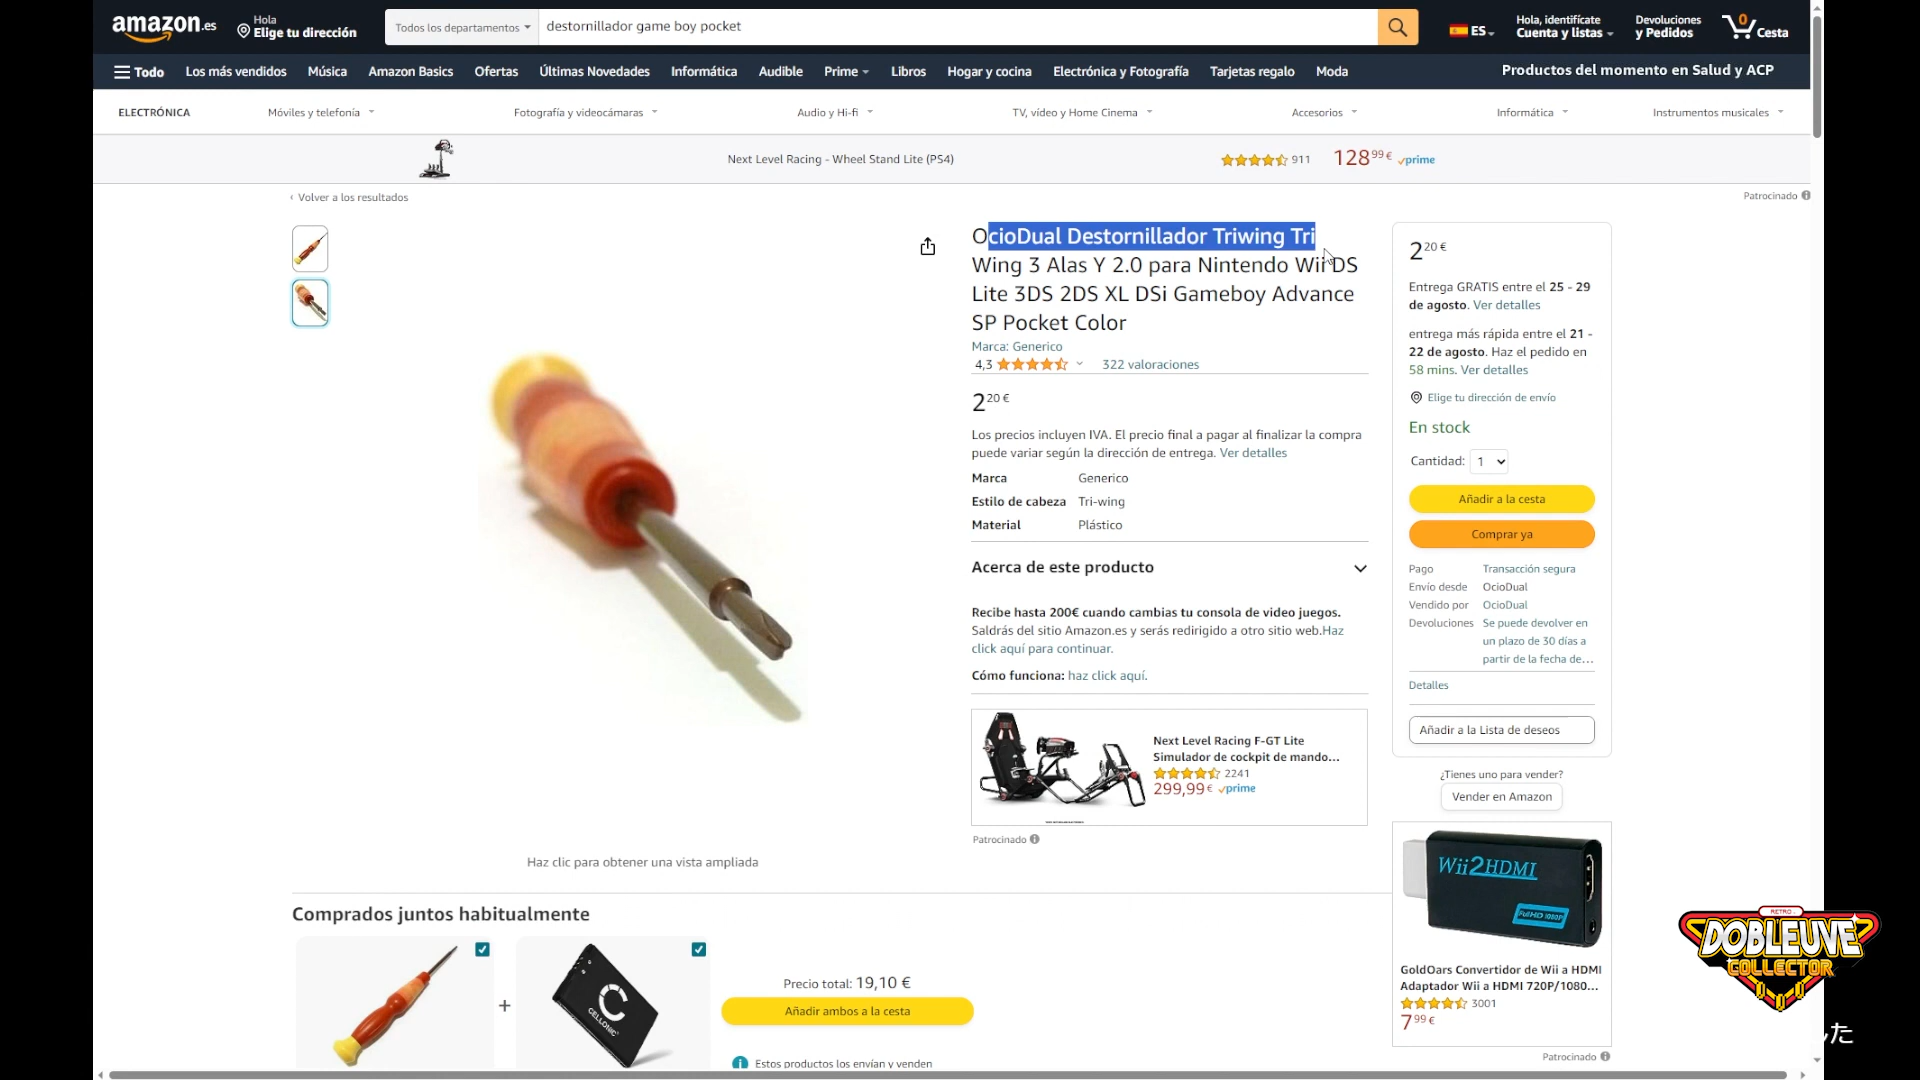 amazon.es
Hola
Elige tu dirección
Todos los departamentos
destornillador game boy pocket
ES
Hola, identifícate
Cuenta y listas
Devoluciones
y Pedidos
0
Cesta
Todo
Los más vendidos
Música
Amazon Basics
Ofertas
Últimas Novedades
Informática
Audible
Prime
Libros
Hogar y cocina
Electrónica y Fotografía
Tarjetas regalo
Moda
Productos del momento en Salud y ACP
ELECTRÓNICA
Móviles y telefonía
Fotografía y videocámaras
Audio y Hi-fi
TV, vídeo y Home Cinema
Accesorios
Informática
Instrumentos musicales
Next Level Racing - Wheel Stand Lite (PS4)
911
128 99 €
prime
‹ Volver a los resultados
Patrocinado
OcioDual Destornillador Triwing Tri
Wing 3 Alas Y 2.0 para Nintendo Wii DS
Lite 3DS 2DS XL DSi Gameboy Advance
SP Pocket Color
Marca: Generico
4,3
322 valoraciones
2 20 €
Los precios incluyen IVA. El precio final a pagar al finalizar la compra
puede variar según la dirección de entrega. Ver detalles
Marca Generico
Estilo de cabeza Tri-wing
Material Plástico
Acerca de este producto
Recibe hasta 200€ cuando cambias tu consola de video juegos.
Saldrás del sitio Amazon.es y serás redirigido a otro sitio web.Haz
click aquí para continuar.
Cómo funciona: haz click aquí.
Next Level Racing F-GT Lite
Simulador de cockpit de mando...
2241
299,99 €
prime
Patrocinado
Haz clic para obtener una vista ampliada
2 20 €
Entrega GRATIS entre el 25 - 29
de agosto. Ver detalles
entrega más rápida entre el 21 -
22 de agosto. Haz el pedido en
58 mins. Ver detalles
Elige tu dirección de envío
En stock
Cantidad: 1
Añadir a la cesta
Comprar ya
Pago Transacción segura
Envío desde OcioDual
Vendido por OcioDual
Devoluciones Se puede devolver en
un plazo de 30 días a
partir de la fecha de...
Detalles
Añadir a la Lista de deseos
¿Tienes uno para vender?
Vender en Amazon
Wii2HDMI
Full HD 1080P
GoldOars Convertidor de Wii a HDMI
Adaptador Wii a HDMI 720P/1080...
3001
7 99 €
Patrocinado
Comprados juntos habitualmente
CELLONIC
+
Precio total: 19,10 €
Añadir ambos a la cesta
Estos productos los envían y venden
RETRO
DOBLEUVE
COLLECTOR
した